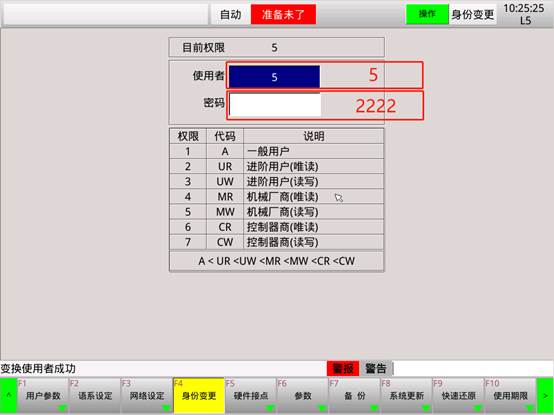 自动 准备未了 操作 身份变更 10:25:25
L5
目前权限 5
使用者 5 5
密码 2222
权限 代码 说明
1 A 一般用户
2 UR 进阶用户(唯读)
3 UW 进阶用户(读写)
4 MR 机械厂商(唯读)
5 MW 机械厂商(读写)
6 CR 控制器商(唯读)
7 CW 控制器商(读写)
A < UR <UW <MR <MW <CR <CW
变换使用者成功 警报 警告
F1 F2 F3 F4 F5 F6 F7 F8 F9 F10
^ 用户参数 语系设定 网络设定 身份变更 硬件接点 参数 备 份 系统更新 快速还原 使用期限 >